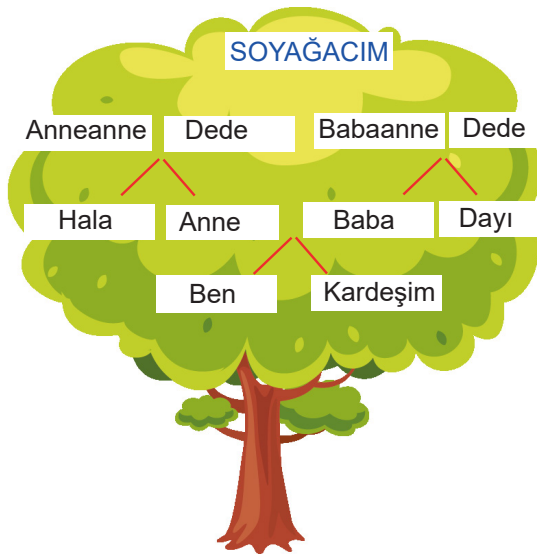 SOYAĞACIM
Anneanne Dede Babaanne Dede
Hala Anne Baba Dayı
Ben Kardeşim